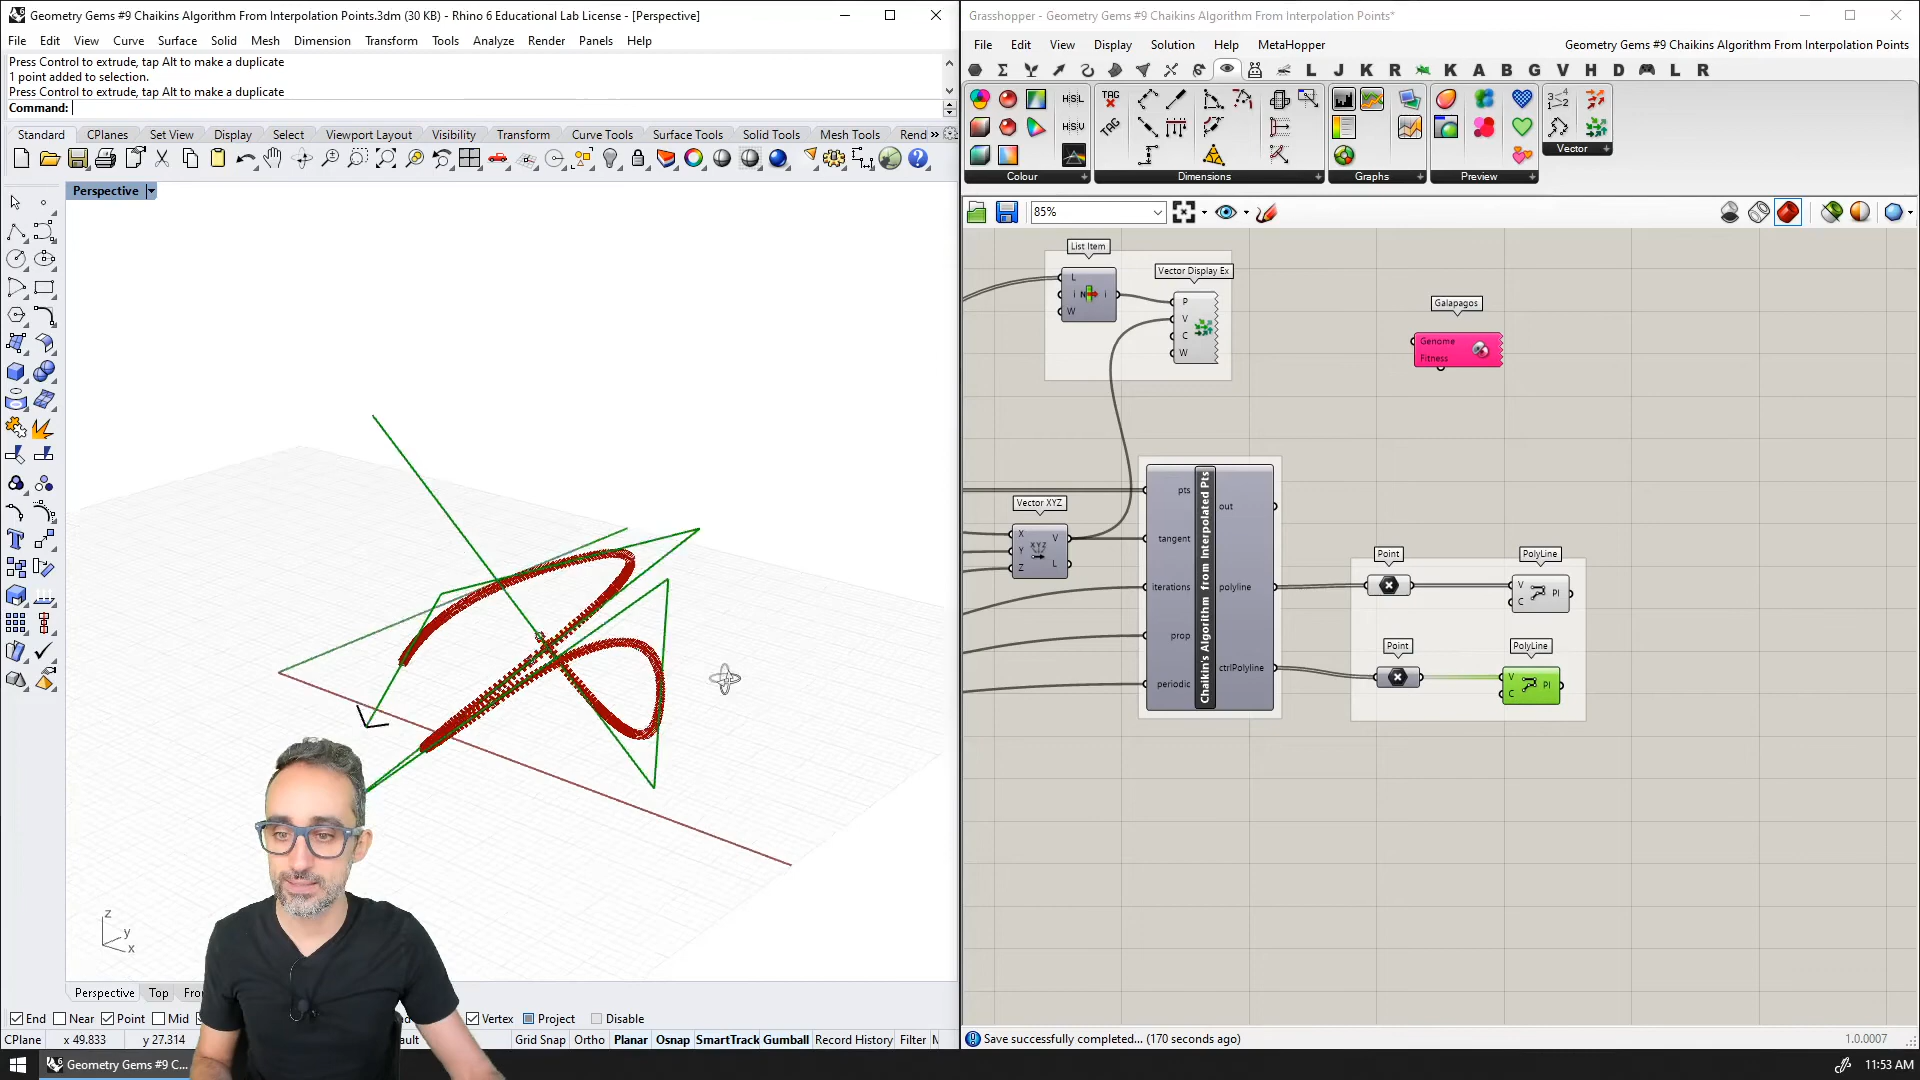 Geometry Gems #9 Chaikins Algorithm From Interpolation Points.3dm (30 KB) - Rhino 6 Educational Lab License - [Perspective]
File Edit View Curve Surface Solid Mesh Dimension Transform Tools Analyze Render Panels Help
Press Control to extrude, tap Alt to make a duplicate
1 point added to selection.
Press Control to extrude, tap Alt to make a duplicate
Command:
Standard CPlanes Set View Display Select Viewport Layout Visibility Transform Curve Tools Surface Tools Solid Tools Mesh Tools Rend »
Perspective
z
y
x
Perspective Top Fro
End Near Point Mid Vertex Project Disable
CPlane x 49.833 y 27.314 ault Grid Snap Ortho Planar Osnap SmartTrack Gumball Record History Filter M
Geometry Gems #9 C...
Grasshopper - Geometry Gems #9 Chaikins Algorithm From Interpolation Points*
File Edit View Display Solution Help MetaHopper Geometry Gems #9 Chaikins Algorithm From Interpolation Points
L J K R K A B G V H D L R
H·S·L
H·S·V
TAG
TAG
Colour Dimensions Graphs Preview Vector
85%
List Item
L
i i
W
Vector Display Ex
P
V
C
W
Galapagos
Genome
Fitness
Vector XYZ
X
Y
Z
XYZ
V
L
pts
tangent
iterations
prop
periodic
Chaikin's Algorithm from Interpolated Pts
out
polyline
ctrlPolyline
Point
PolyLine
V
C
Pl
Point
PolyLine
V
C
Pl
Save successfully completed... (170 seconds ago)
1.0.0007
11:53 AM